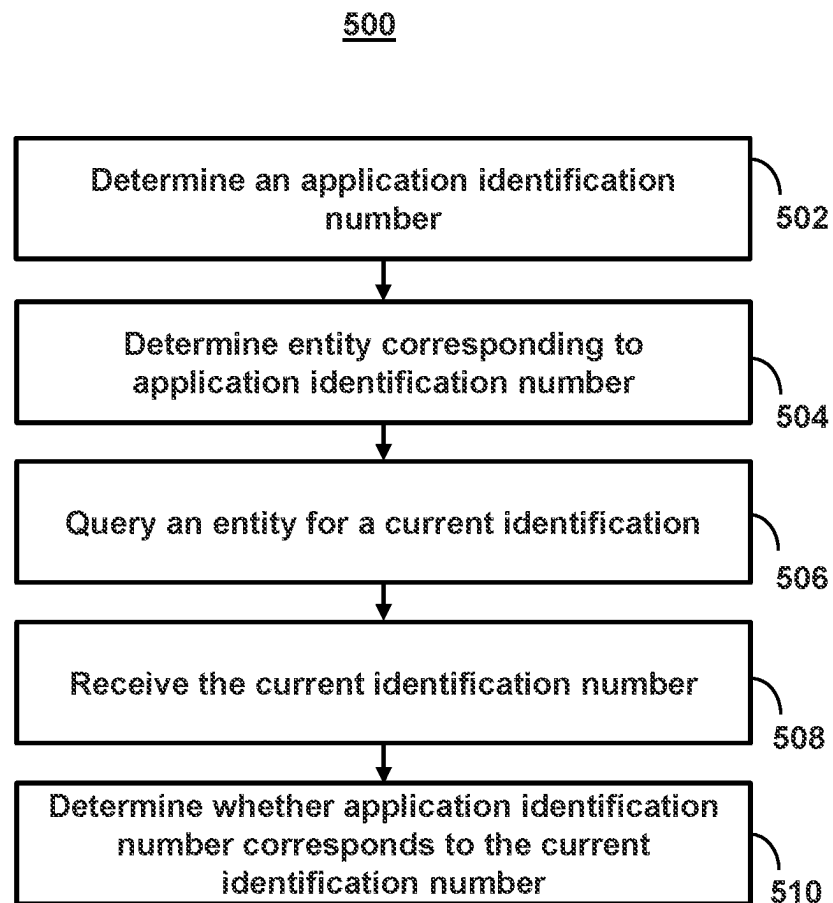 500
Determine an application identification
number
502
Determine entity corresponding to
application identification number
504
Query an entity for a current identification
506
Receive the current identification number
508
Determine whether application identification
number corresponds to the current
identification number
510